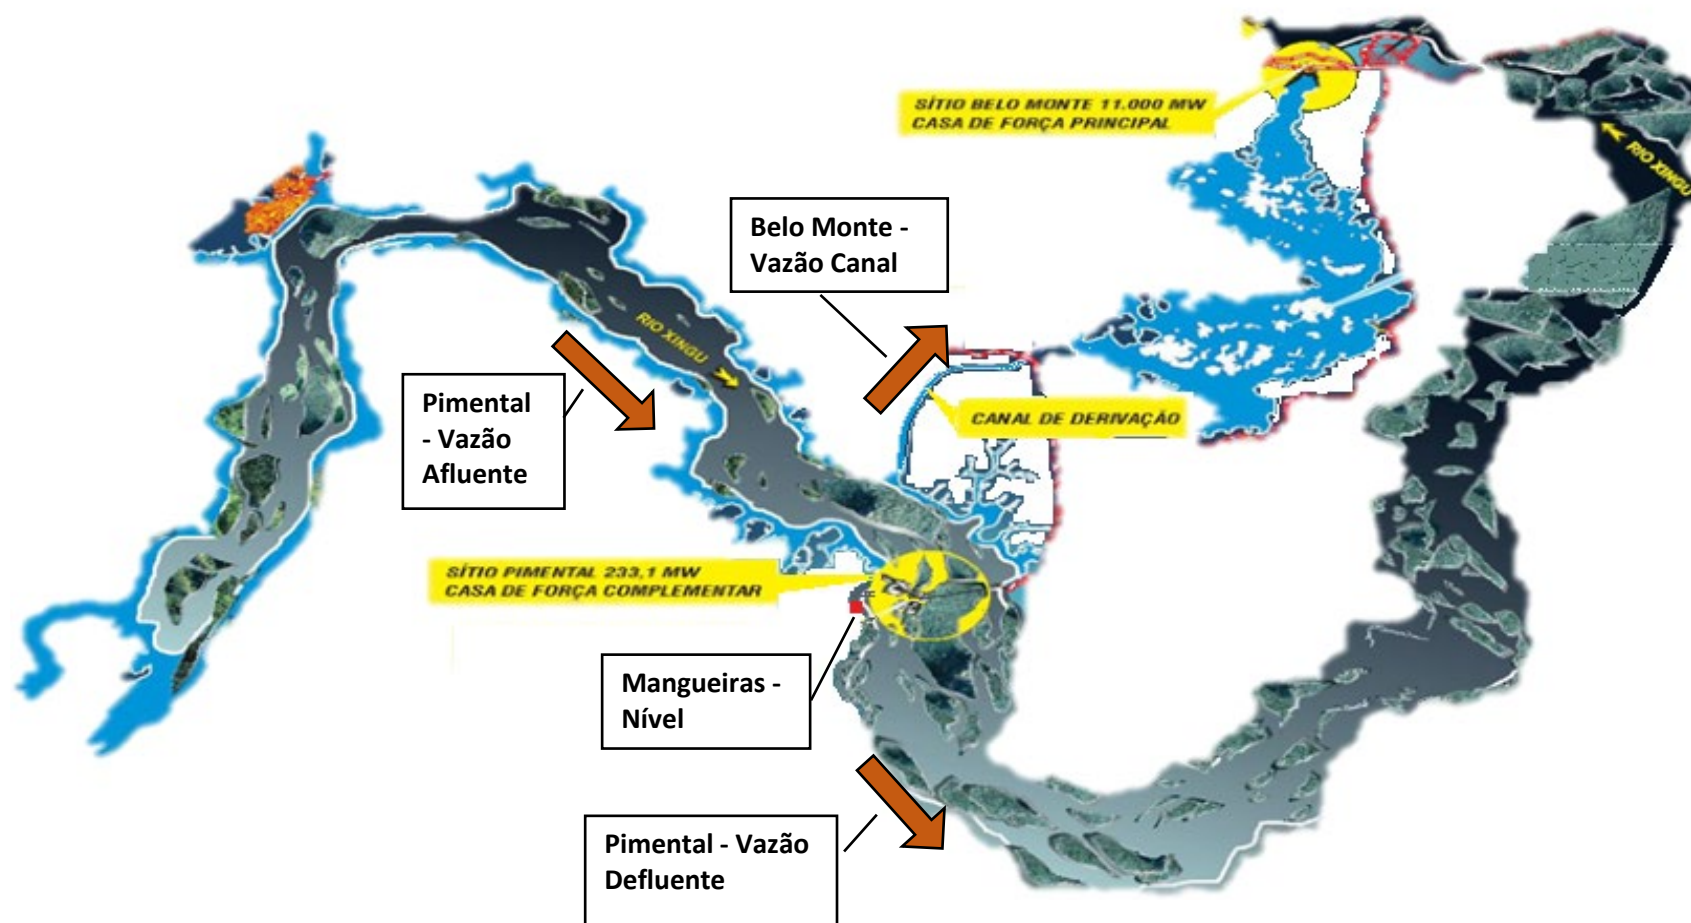 SÍTIO BELO MONTE 11.000 MW
CASA DE FORÇA PRINCIPAL
RIO XINGU
Belo Monte -
Vazão Canal
RIO XINGU
Pimental
- Vazão
Afluente
CANAL DE DERIVAÇÃO
SÍTIO PIMENTAL 233,1 MW
CASA DE FORÇA COMPLEMENTAR
Mangueiras -
Nível
Pimental - Vazão
Defluente